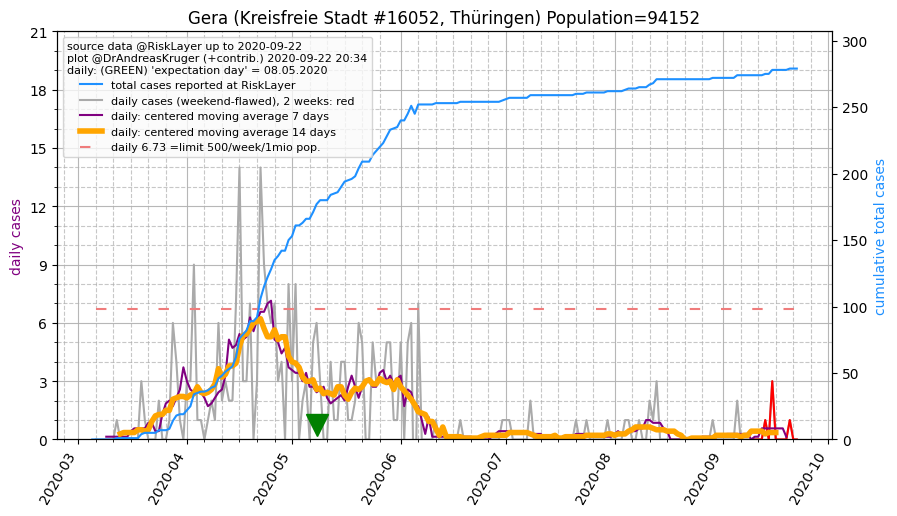 Gera (Kreisfreie Stadt #16052, Thüringen) Population=94152
source data @RiskLayer up to 2020-09-22
plot @DrAndreasKruger (+contrib.) 2020-09-22 20:34
daily: (GREEN) 'expectation day' = 08.05.2020
total cases reported at RiskLayer
daily cases (weekend-flawed), 2 weeks: red
daily: centered moving average 7 days
daily: centered moving average 14 days
daily 6.73 =limit 500/week/1mio pop.
daily cases
21
18
15
12
9
6
3
0
cumulative total cases
300
250
200
150
100
50
0
2020-03
2020-04
2020-05
2020-06
2020-07
2020-08
2020-09
2020-10